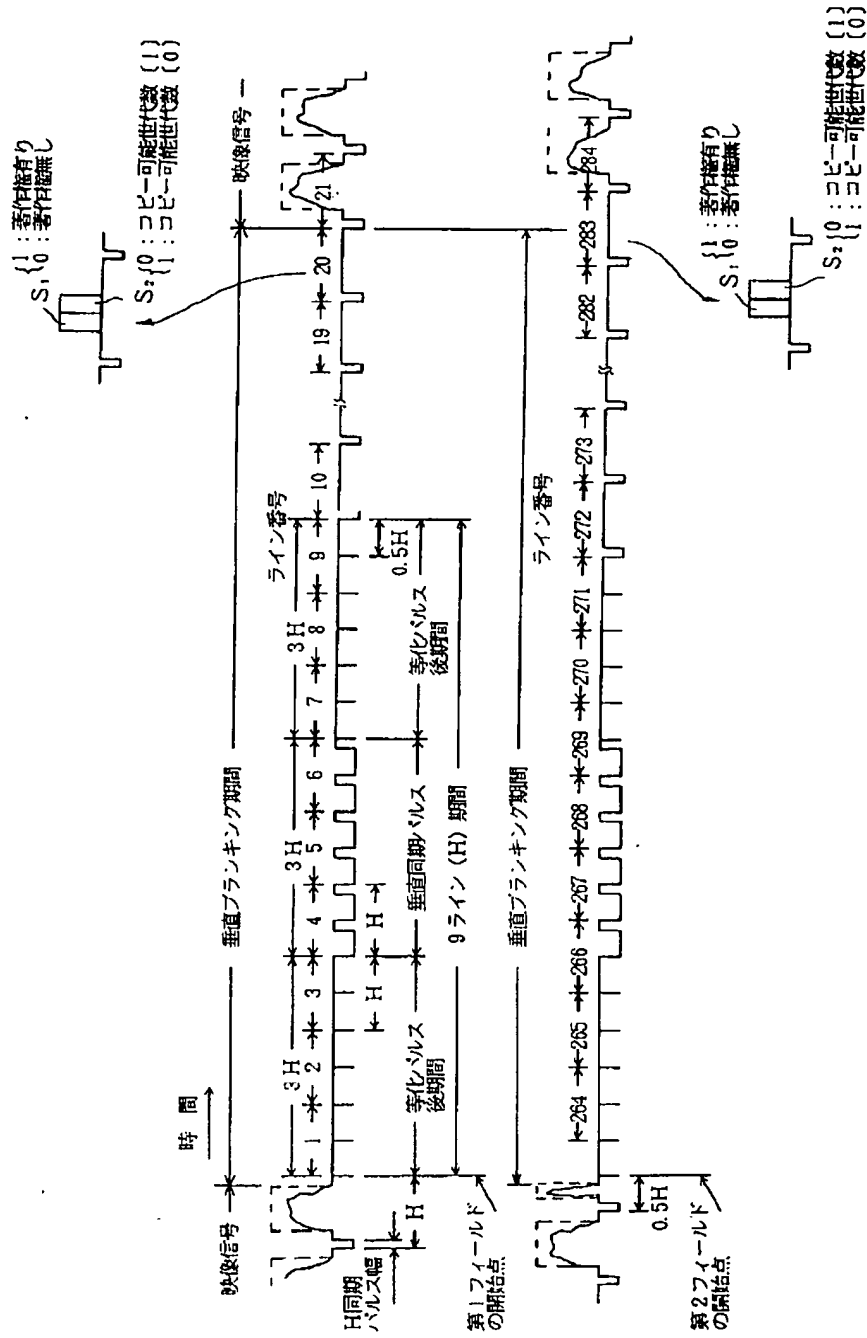 S₁{1：著作権有り
0：著作権無し
S₂{0：コピー可能世代数〔1〕
1：コピー可能世代数〔0〕
時 間
映像信号
垂直ブランキング期間
映像信号
3H
3H
3H
ライン番号
1
2
3
4
5
6
7
8
9
10
19
20
21
H同期
パルス幅
H
H
H
0.5H
等化パルス
後期間
垂直同期パルス
等化パルス
後期間
9ライン（H）期間
第1フィールド
の開始点
垂直ブランキング期間
ライン番号
264
265
266
267
268
269
270
271
272
273
282
283
284
0.5H
第2フィールド
の開始点
S₁{1：著作権有り
0：著作権無し
S₂{0：コピー可能世代数〔1〕
1：コピー可能世代数〔0〕